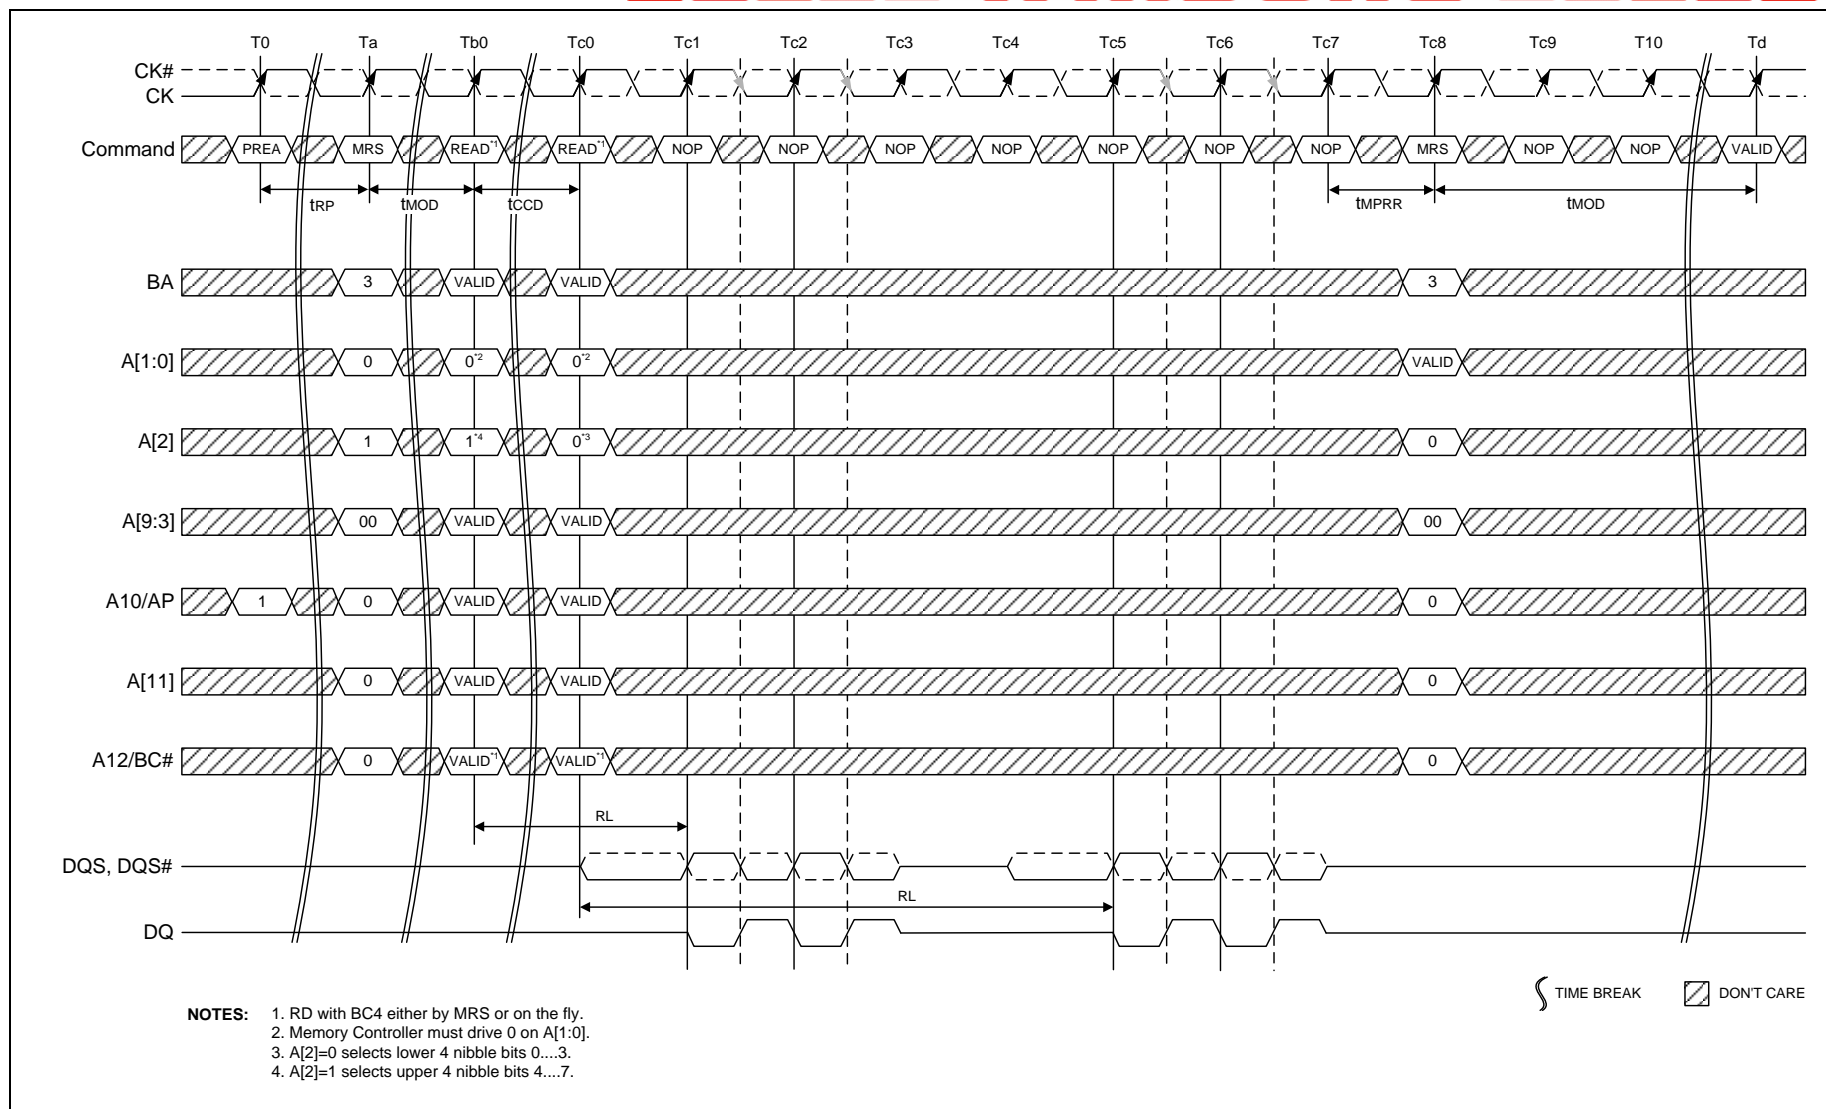 T0 Ta Tb0 Tc0 Tc1 Tc2 Tc3 Tc4 Tc5 Tc6 Tc7 Tc8 Tc9 T10 Td
CK#
CK
Command PREA MRS READ*1 READ*1 NOP NOP NOP NOP NOP NOP NOP MRS NOP NOP VALID
tRP tMOD tCCD tMPRR tMOD
BA 3 VALID VALID 3
A[1:0] 0 0*2 0*2 VALID
A[2] 1 1*4 0*3 0
A[9:3] 00 VALID VALID 00
A10/AP 1 0 VALID VALID 0
A[11] 0 VALID VALID 0
A12/BC# 0 VALID*1 VALID*1 0
RL
DQS, DQS#
RL
DQ
TIME BREAK DON'T CARE
NOTES: 1. RD with BC4 either by MRS or on the fly.
2. Memory Controller must drive 0 on A[1:0].
3. A[2]=0 selects lower 4 nibble bits 0....3.
4. A[2]=1 selects upper 4 nibble bits 4....7.